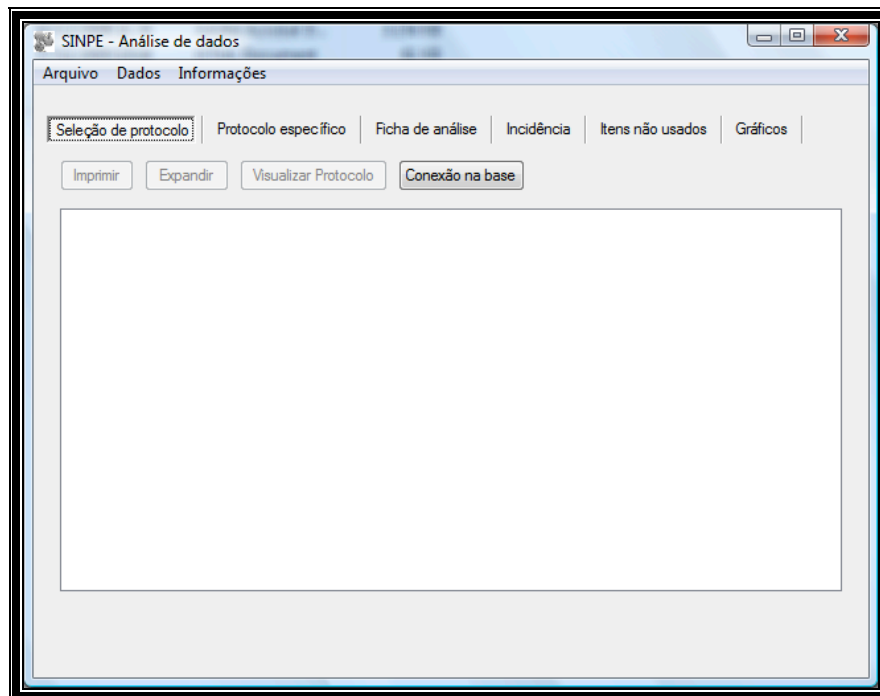 SINPE - Análise de dados
Arquivo Dados Informações
Seleção de protocolo Protocolo específico Ficha de análise Incidência Itens não usados Gráficos
Imprimir Expandir Visualizar Protocolo Conexão na base